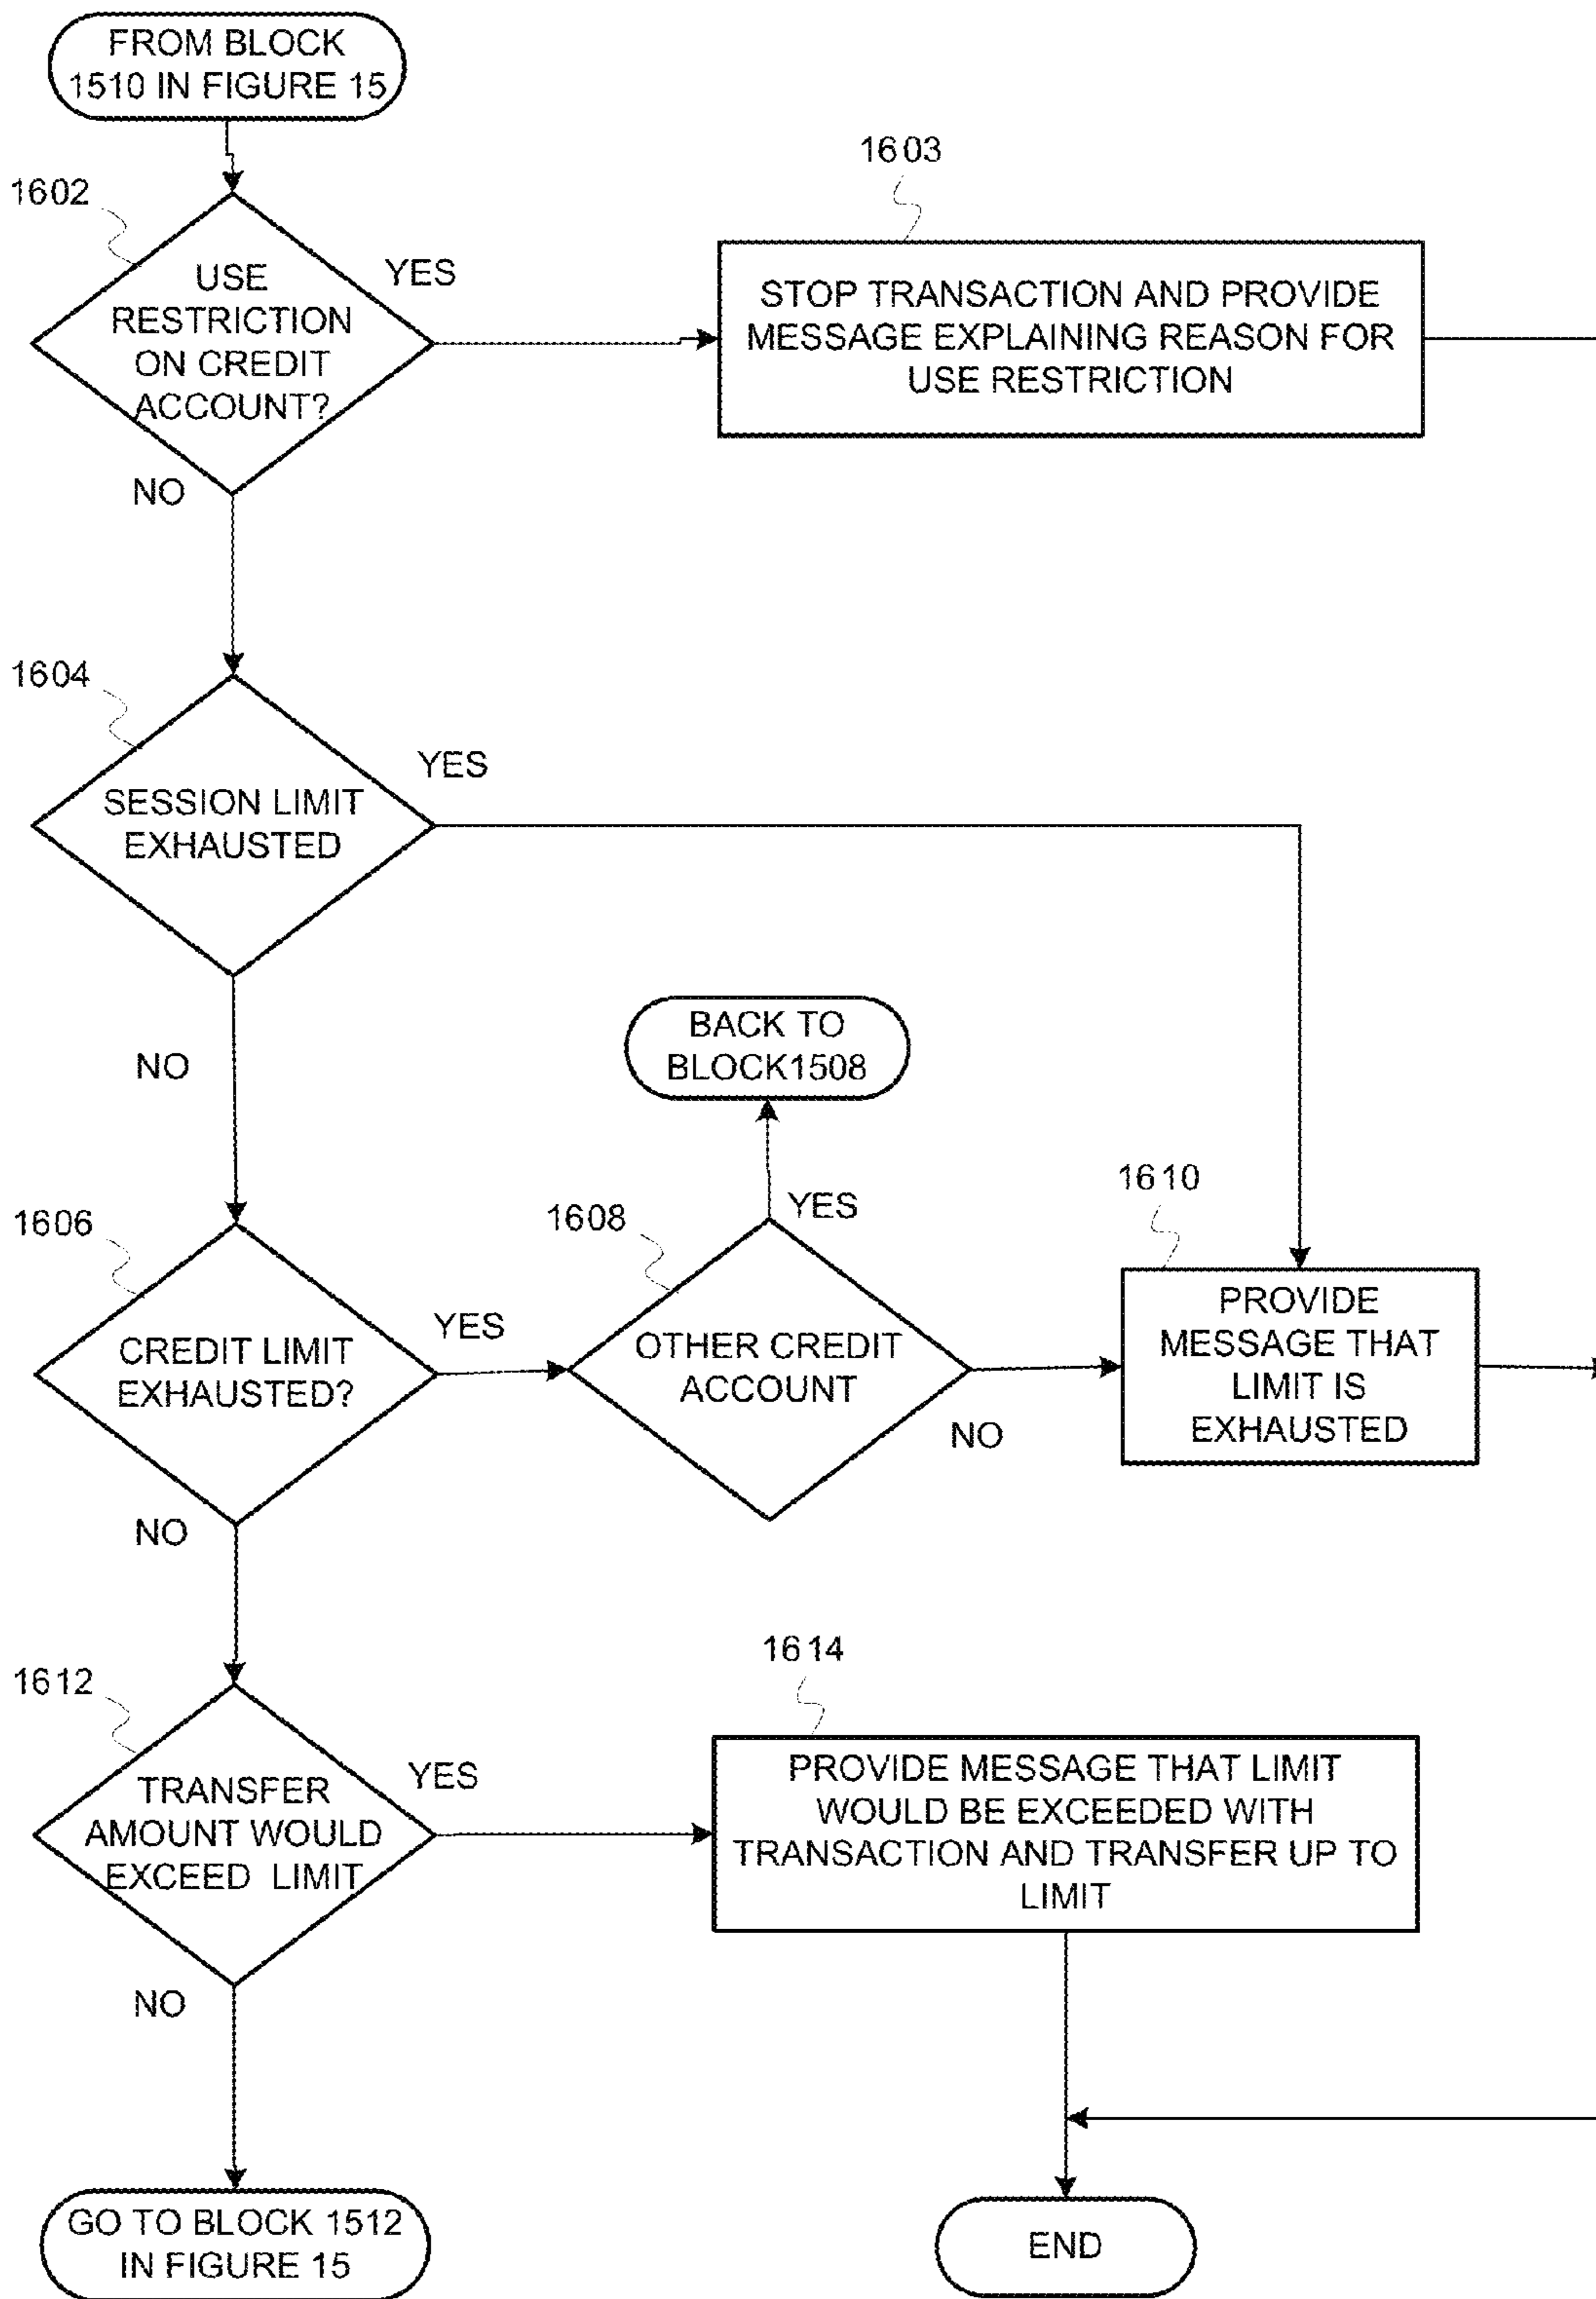 FROM BLOCK
1510 IN FIGURE 15
1603
1602
USE
RESTRICTION
ON CREDIT
ACCOUNT?
YES
STOP TRANSACTION AND PROVIDE
MESSAGE EXPLAINING REASON FOR
USE RESTRICTION
NO
1604
YES
SESSION LIMIT
EXHAUSTED
NO
BACK TO
BLOCK1508
1606
1608
YES
1610
CREDIT LIMIT
EXHAUSTED?
YES
OTHER CREDIT
ACCOUNT
NO
PROVIDE
MESSAGE THAT
LIMIT IS
EXHAUSTED
NO
1612
1614
TRANSFER
AMOUNT WOULD
EXCEED LIMIT
YES
PROVIDE MESSAGE THAT LIMIT
WOULD BE EXCEEDED WITH
TRANSACTION AND TRANSFER UP TO
LIMIT
NO
GO TO BLOCK 1512
IN FIGURE 15
END